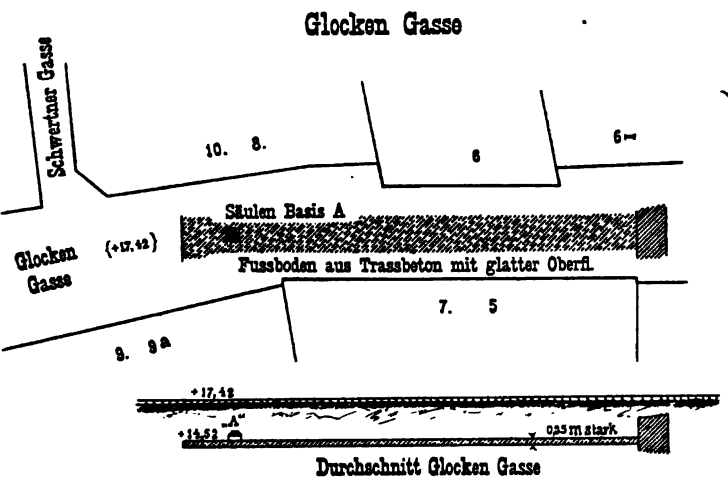 Glocken Gasse
Schwertner Gasse
10. 8.
6
6
Säulen Basis A
Glocken
Gasse
(+17,42)
Fussboden aus Trassbeton mit glatter Oberfl.
7. 5
9. 9a
+17,42
„A“
+14,52
0,35 m stark
Durchschnitt Glocken Gasse